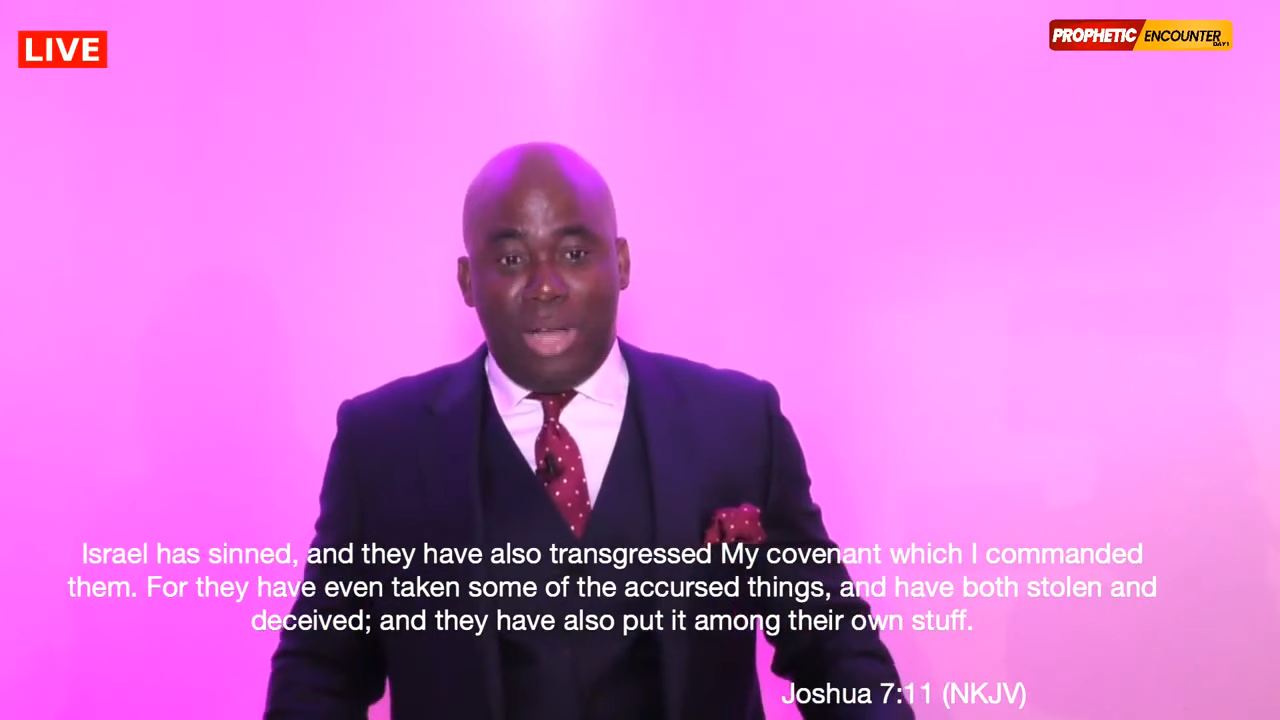 LIVE
PROPHETIC ENCOUNTER
DAY1
Israel has sinned, and they have also transgressed My covenant which I commanded
them. For they have even taken some of the accursed things, and have both stolen and
deceived; and they have also put it among their own stuff.
Joshua 7:11 (NKJV)